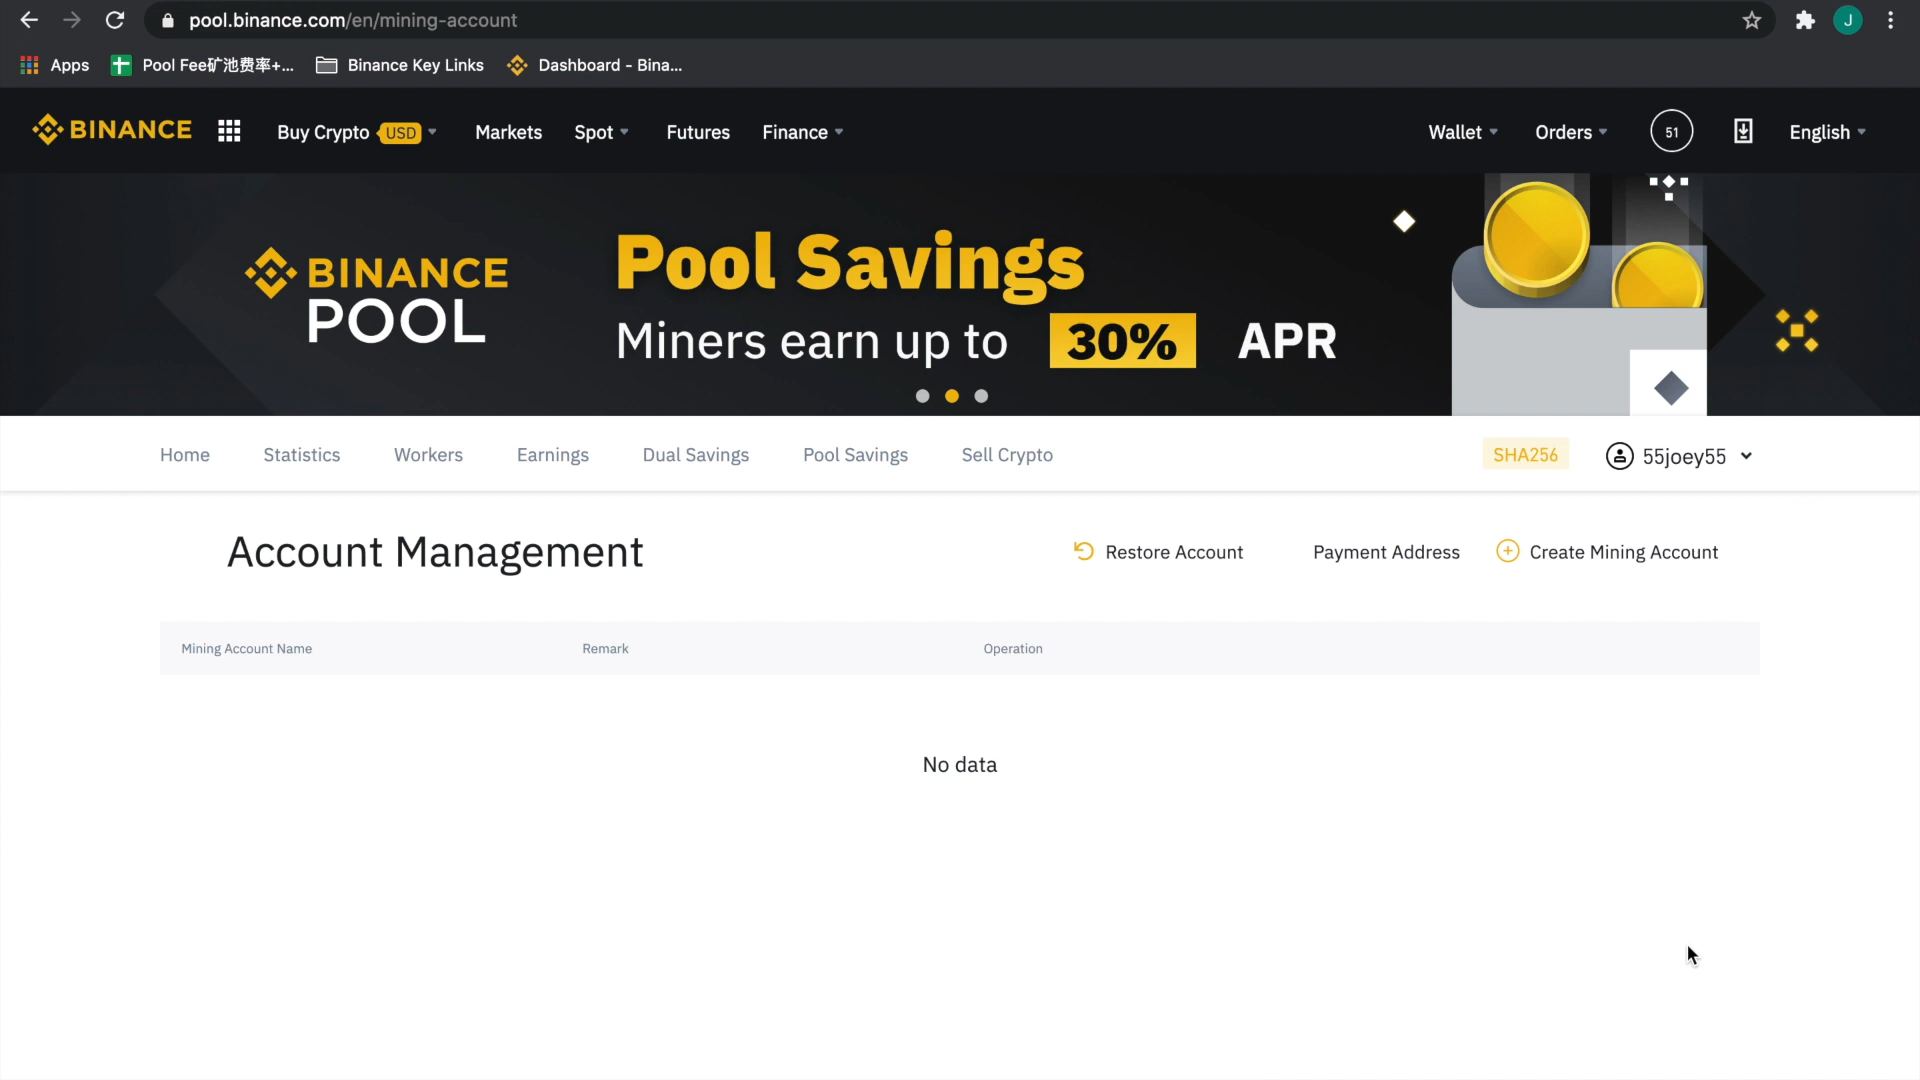 pool.binance.com/en/mining-account
J
Apps
Pool Fee矿池费率+...
Binance Key Links
Dashboard - Bina...
BINANCE
Buy Crypto USD
Markets
Spot
Futures
Finance
Wallet
Orders
51
English
BINANCE
POOL
Pool Savings
Miners earn up to 30% APR
Home
Statistics
Workers
Earnings
Dual Savings
Pool Savings
Sell Crypto
SHA256
55joey55
Account Management
Restore Account
Payment Address
Create Mining Account
Mining Account Name
Remark
Operation
No data